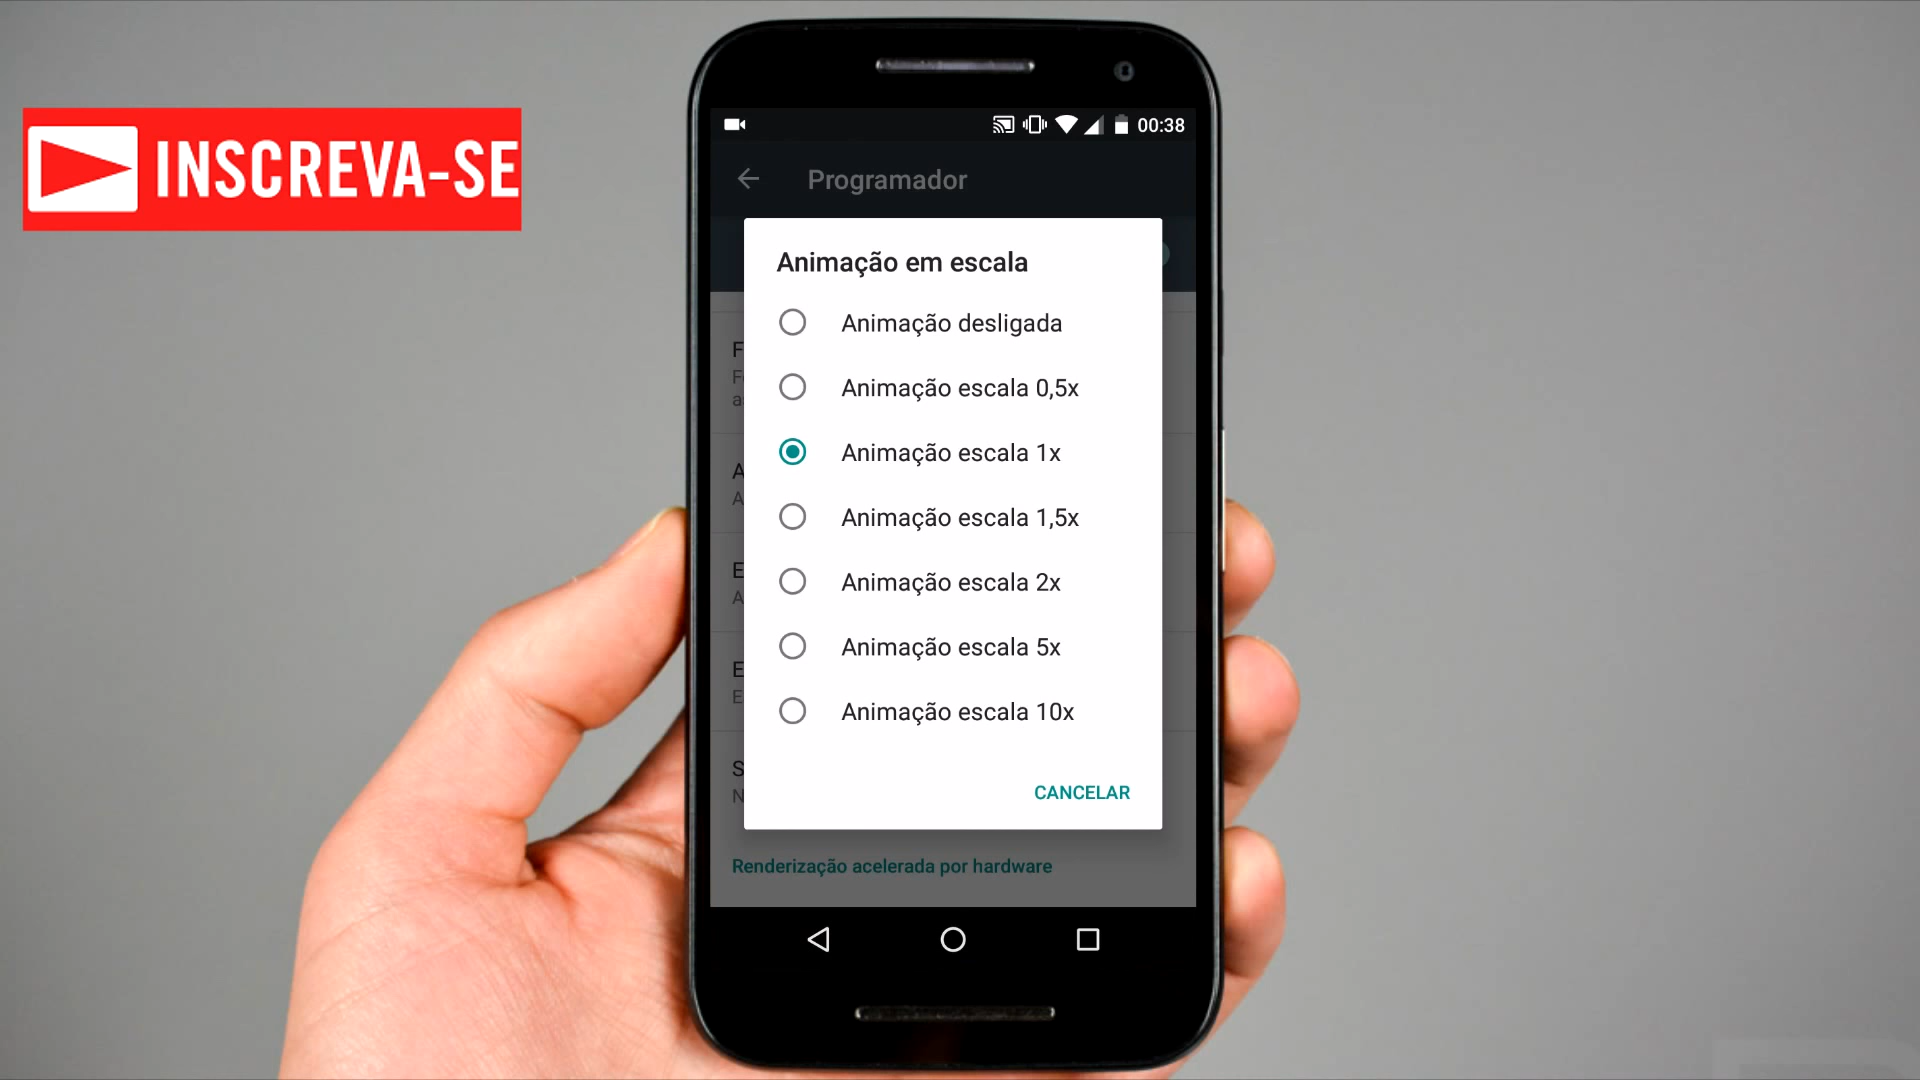 INSCREVA-SE
00:38
Programador
Animação em escala
Animação desligada
Animação escala 0,5x
Animação escala 1x
Animação escala 1,5x
Animação escala 2x
Animação escala 5x
Animação escala 10x
CANCELAR
Renderização acelerada por hardware